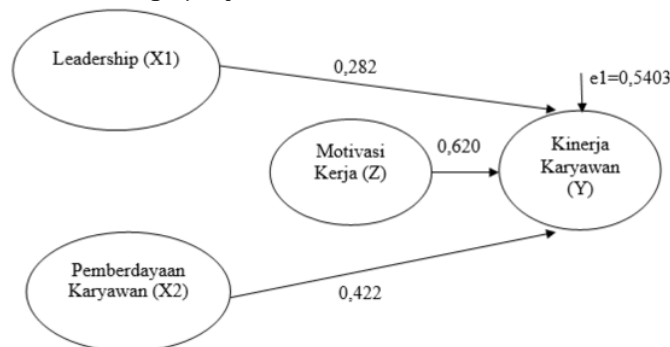 Leadership (X1)
0,282
e1=0,5403
Motivasi
Kerja (Z)
0,620
Kinerja
Karyawan
(Y)
Pemberdayaan
Karyawan (X2)
0,422